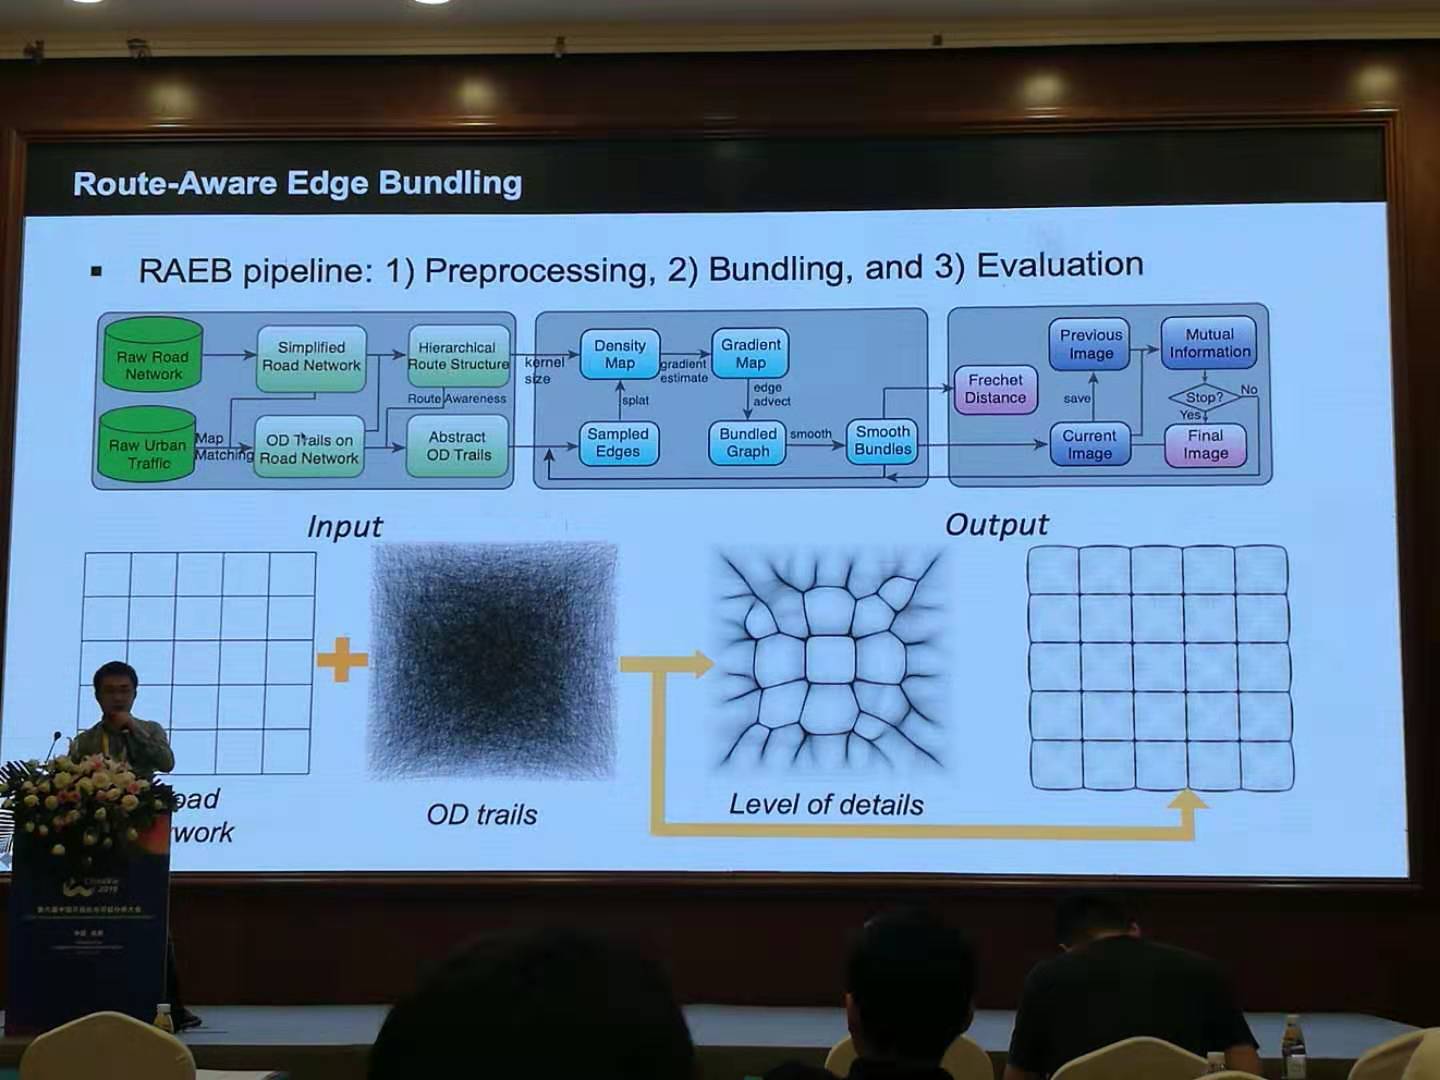 Route-Aware Edge Bundling
▪ RAEB pipeline: 1) Preprocessing, 2) Bundling, and 3) Evaluation
Raw Road
Network
Simplified
Road Network
Hierarchical
Route Structure
Route Awareness
Raw Urban
Traffic
Map
Matching
OD Trails on
Road Network
Abstract
OD Trails
kernel
size
Density
Map
gradient
estimate
Gradient
Map
splat
edge
advect
Sampled
Edges
Bundled
Graph
smooth
Smooth
Bundles
Frechet
Distance
Previous
Image
Mutual
Information
save
Stop?
No
Yes
Current
Image
Final
Image
Input
Output
OD trails
Level of details
ChinaVis
2019